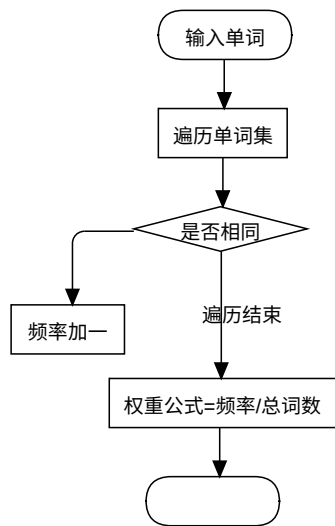 输入单词
遍历单词集
是否相同
频率加一
遍历结束
权重公式=频率/总词数